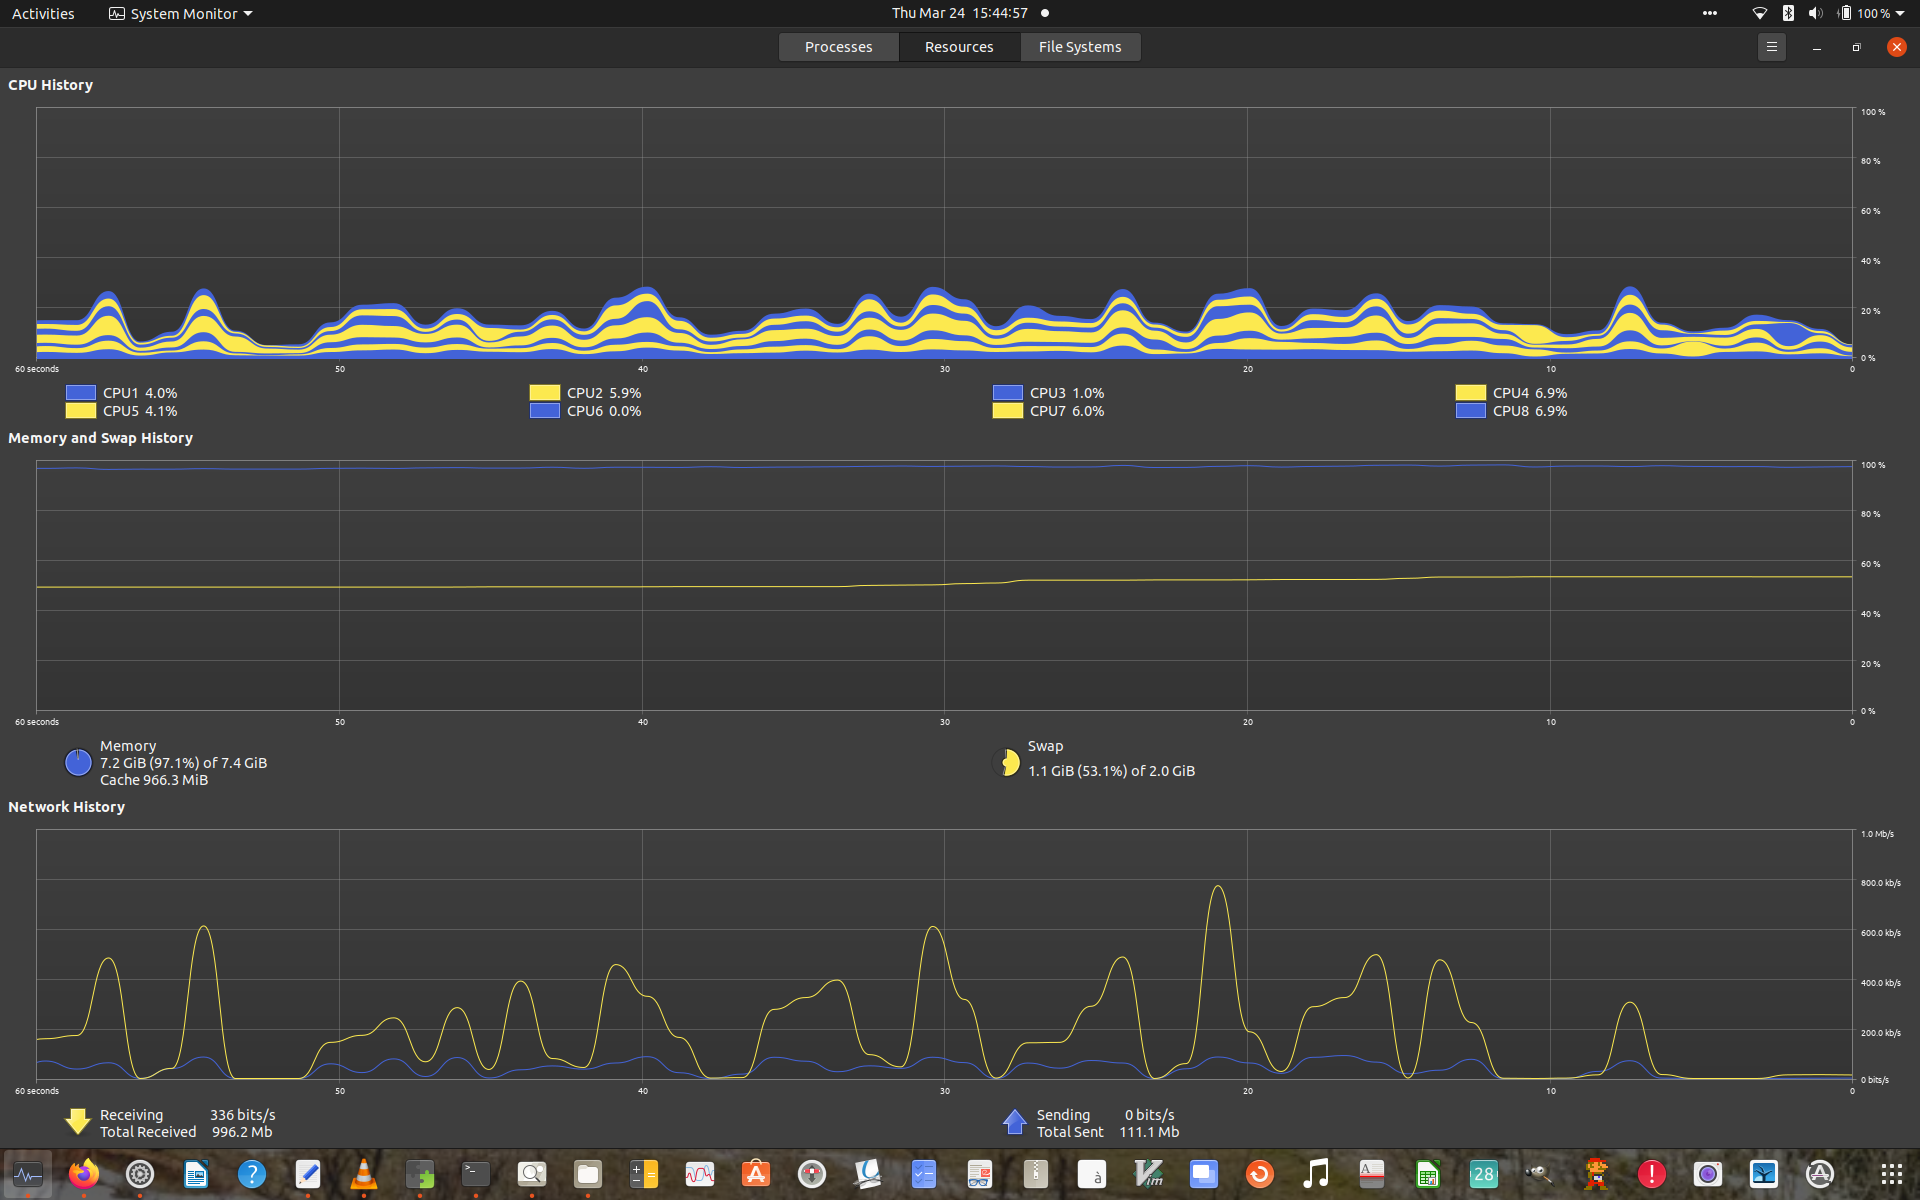 Activities System Monitor Thu Mar 24 15:44:57 100 %
Processes Resources File Systems
CPU History
100 %
80 %
60 %
40 %
20 %
0 %
60 seconds 50 40 30 20 10 0
CPU1 4.0% CPU2 5.9% CPU3 1.0% CPU4 6.9%
CPU5 4.1% CPU6 0.0% CPU7 6.0% CPU8 6.9%
Memory and Swap History
100 %
80 %
60 %
40 %
20 %
0 %
60 seconds 50 40 30 20 10 0
Memory
7.2 GiB (97.1%) of 7.4 GiB
Cache 966.3 MiB
Swap
1.1 GiB (53.1%) of 2.0 GiB
Network History
1.0 Mb/s
800.0 kb/s
600.0 kb/s
400.0 kb/s
200.0 kb/s
0 bits/s
60 seconds 50 40 30 20 10 0
Receiving 336 bits/s
Total Received 996.2 Mb
Sending 0 bits/s
Total Sent 111.1 Mb
? >_ à Vim A 28 !